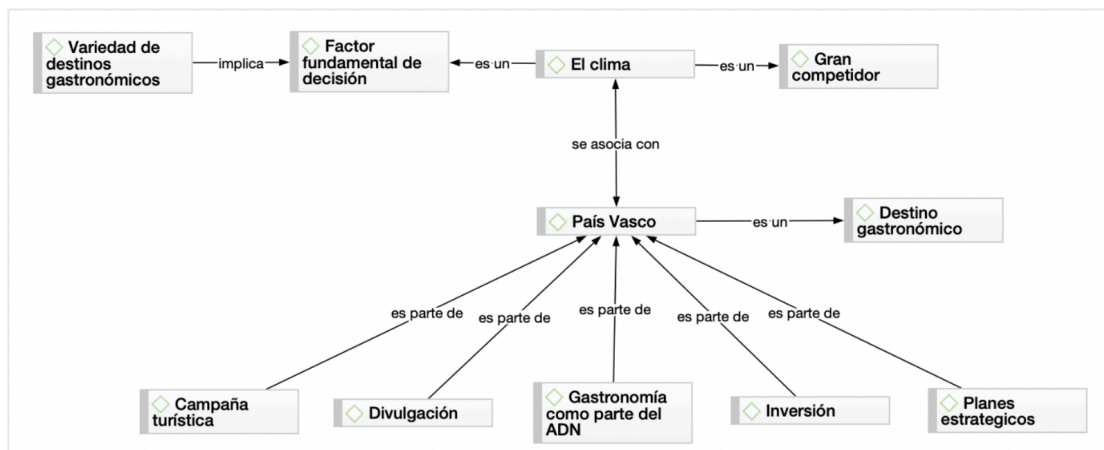 Variedad de
destinos
gastronómicos
implica
Factor
fundamental de
decisión
es un
El clima
es un
Gran
competidor
se asocia con
País Vasco
es un
Destino
gastronómico
es parte de
es parte de
es parte de
es parte de
es parte de
Campaña
turística
Divulgación
Gastronomía
como parte del
ADN
Inversión
Planes
estrategicos